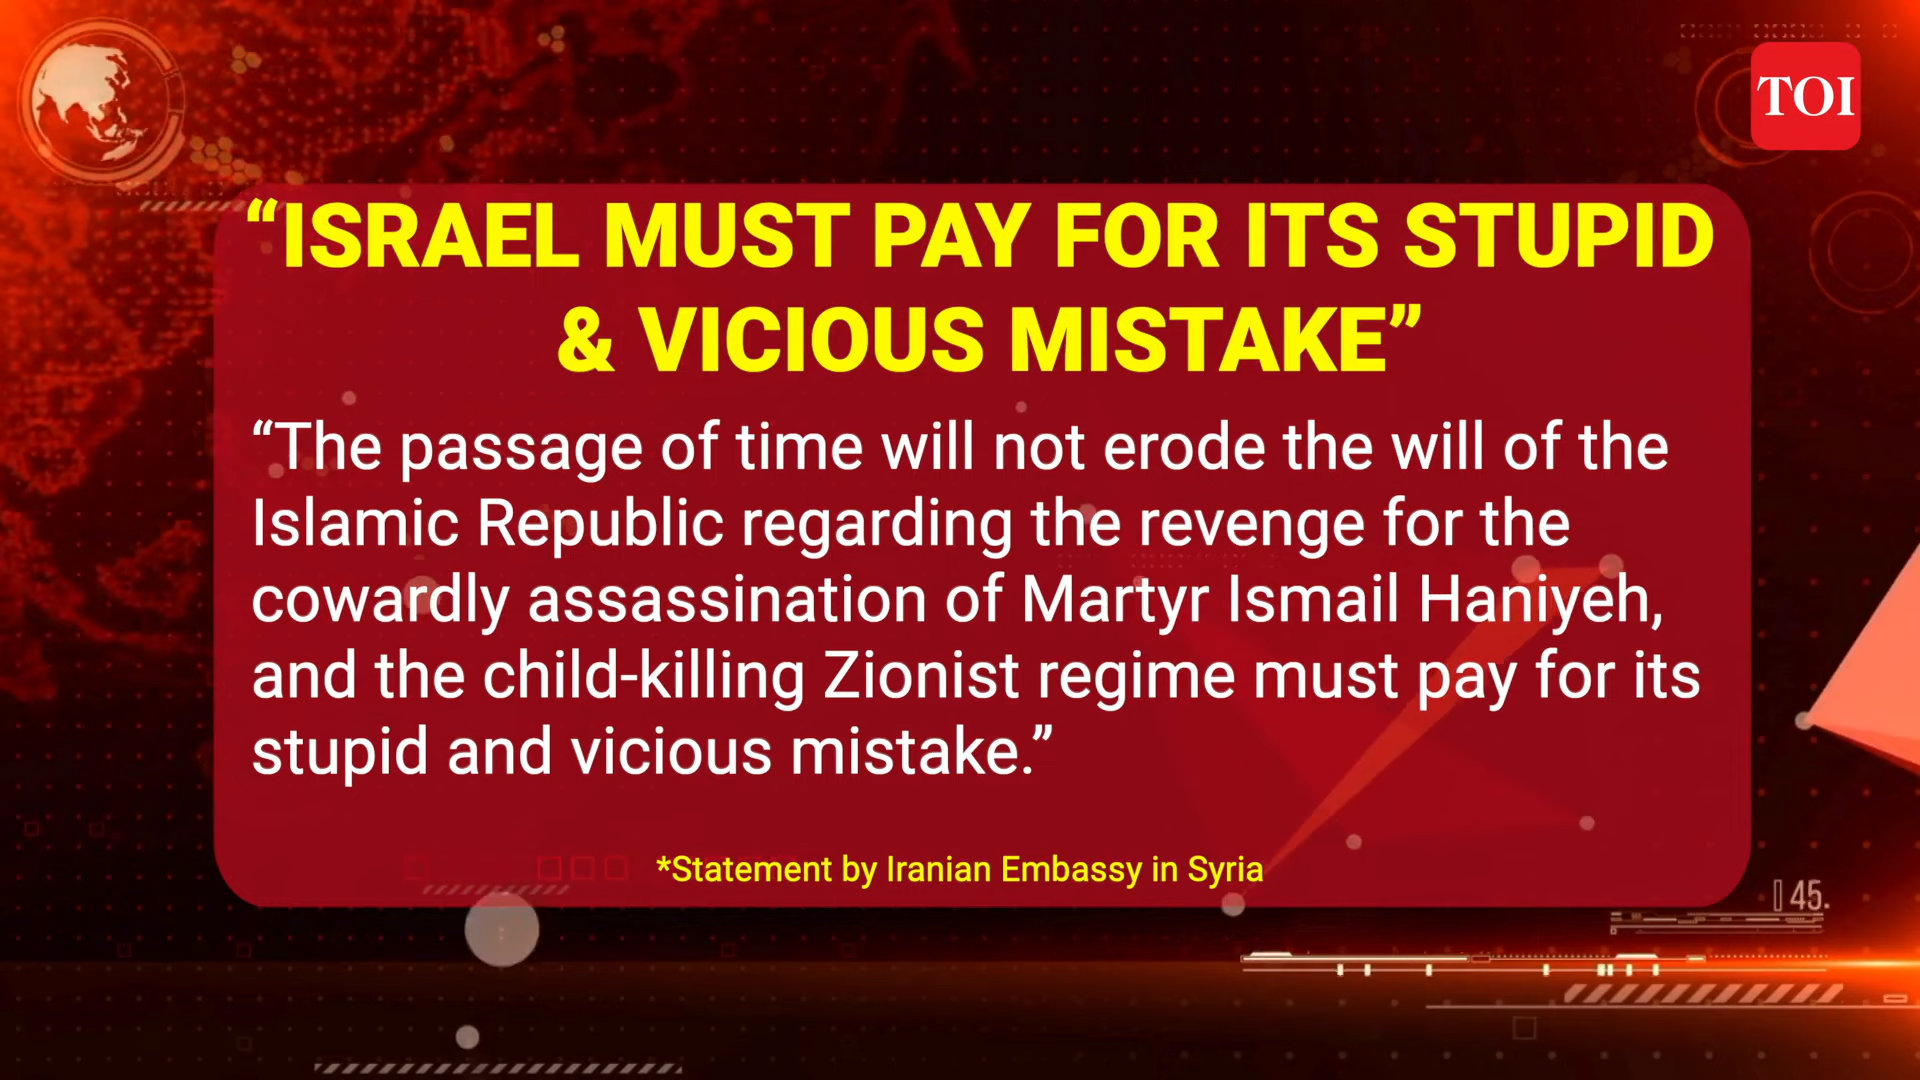 TOI
“ISRAEL MUST PAY FOR ITS STUPID
& VICIOUS MISTAKE”
“The passage of time will not erode the will of the
Islamic Republic regarding the revenge for the
cowardly assassination of Martyr Ismail Haniyeh,
and the child-killing Zionist regime must pay for its
stupid and vicious mistake.”
*Statement by Iranian Embassy in Syria
45.